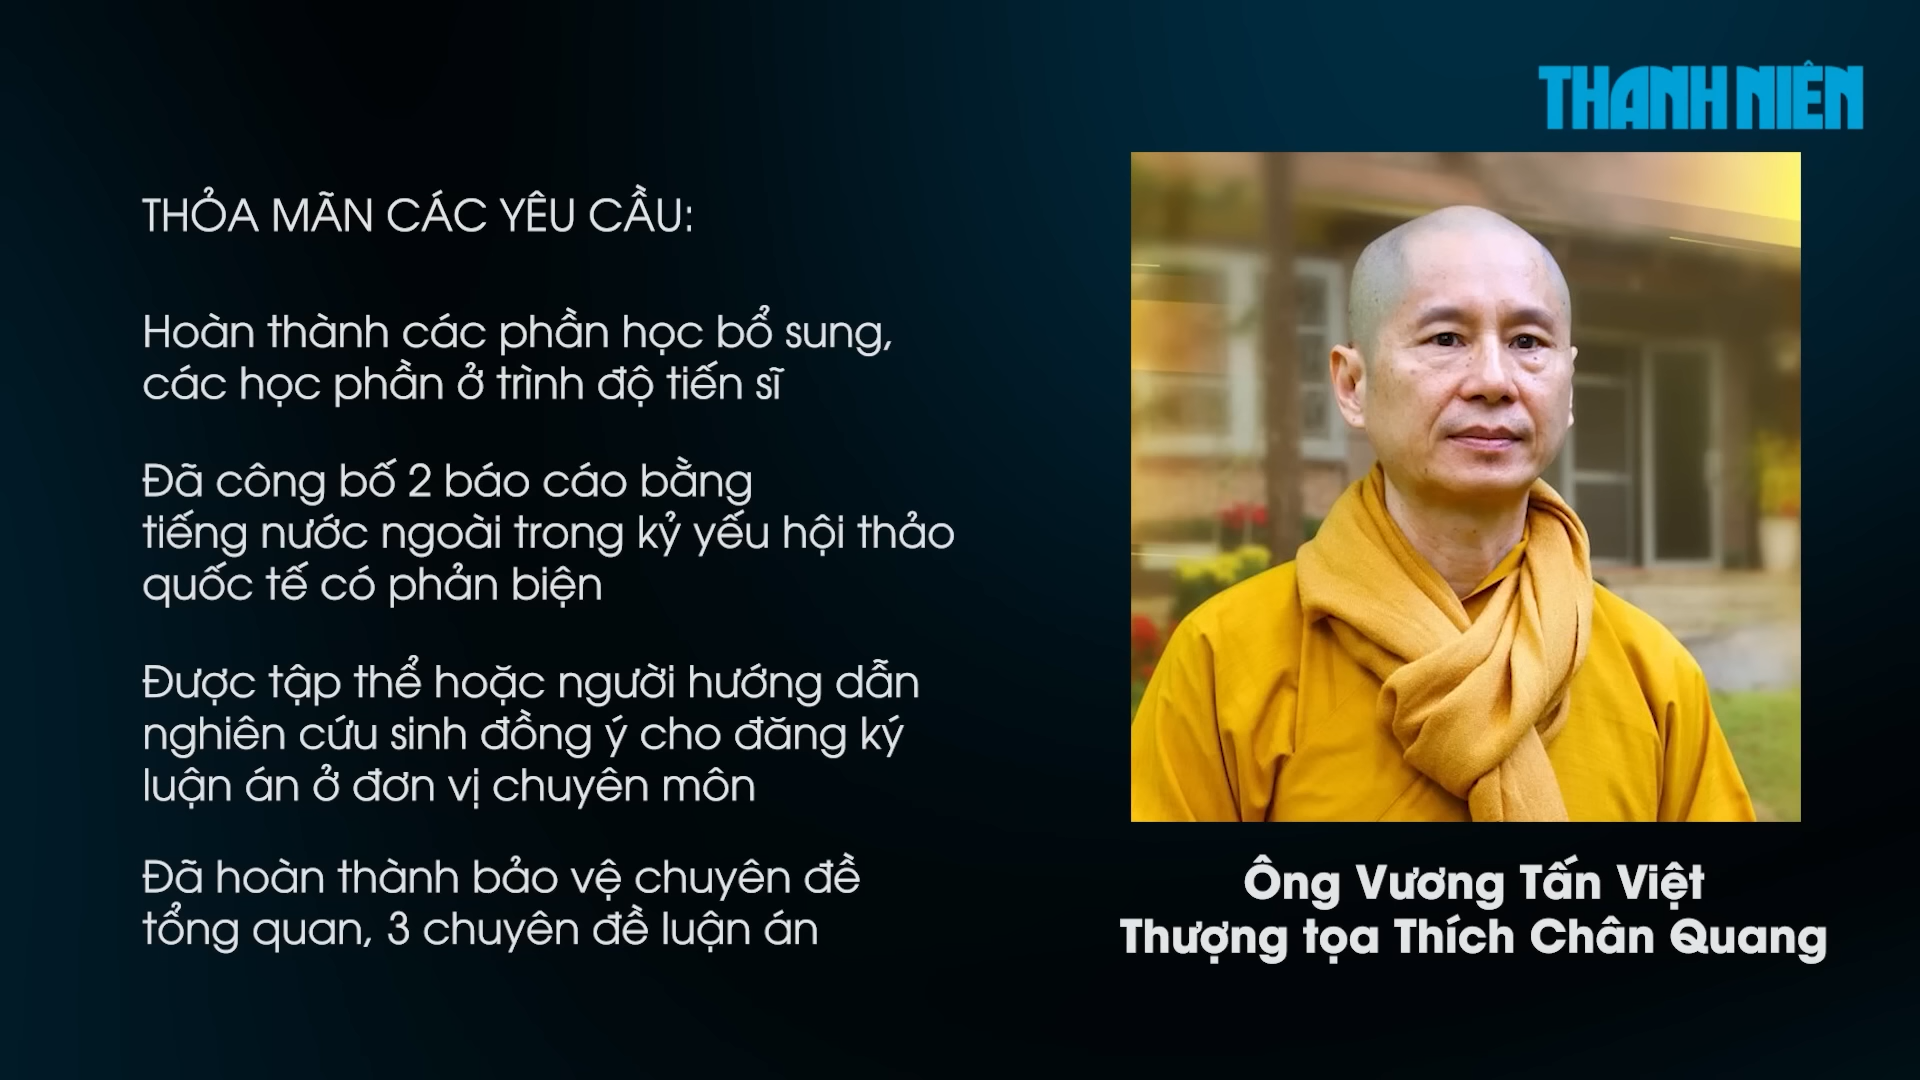 THANH NIÊN
THỎA MÃN CÁC YÊU CẦU:
Hoàn thành các phần học bổ sung,
các học phần ở trình độ tiến sĩ
Đã công bố 2 báo cáo bằng
tiếng nước ngoài trong kỷ yếu hội thảo
quốc tế có phản biện
Được tập thể hoặc người hướng dẫn
nghiên cứu sinh đồng ý cho đăng ký
luận án ở đơn vị chuyên môn
Đã hoàn thành bảo vệ chuyên đề
tổng quan, 3 chuyên đề luận án
Ông Vương Tấn Việt
Thượng tọa Thích Chân Quang